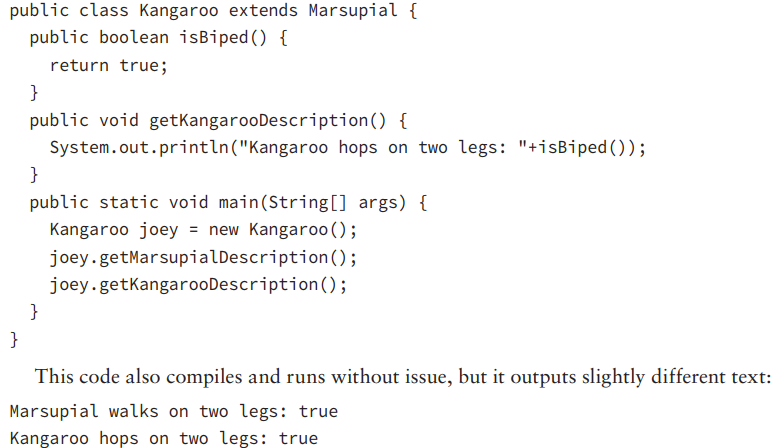 public class Kangaroo extends Marsupial {
  public boolean isBiped() {
    return true;
  }
  public void getKangarooDescription() {
    System.out.println("Kangaroo hops on two legs: "+isBiped());
  }
  public static void main(String[] args) {
    Kangaroo joey = new Kangaroo();
    joey.getMarsupialDescription();
    joey.getKangarooDescription();
  }
}
This code also compiles and runs without issue, but it outputs slightly different text:
Marsupial walks on two legs: true
Kangaroo hops on two legs: true